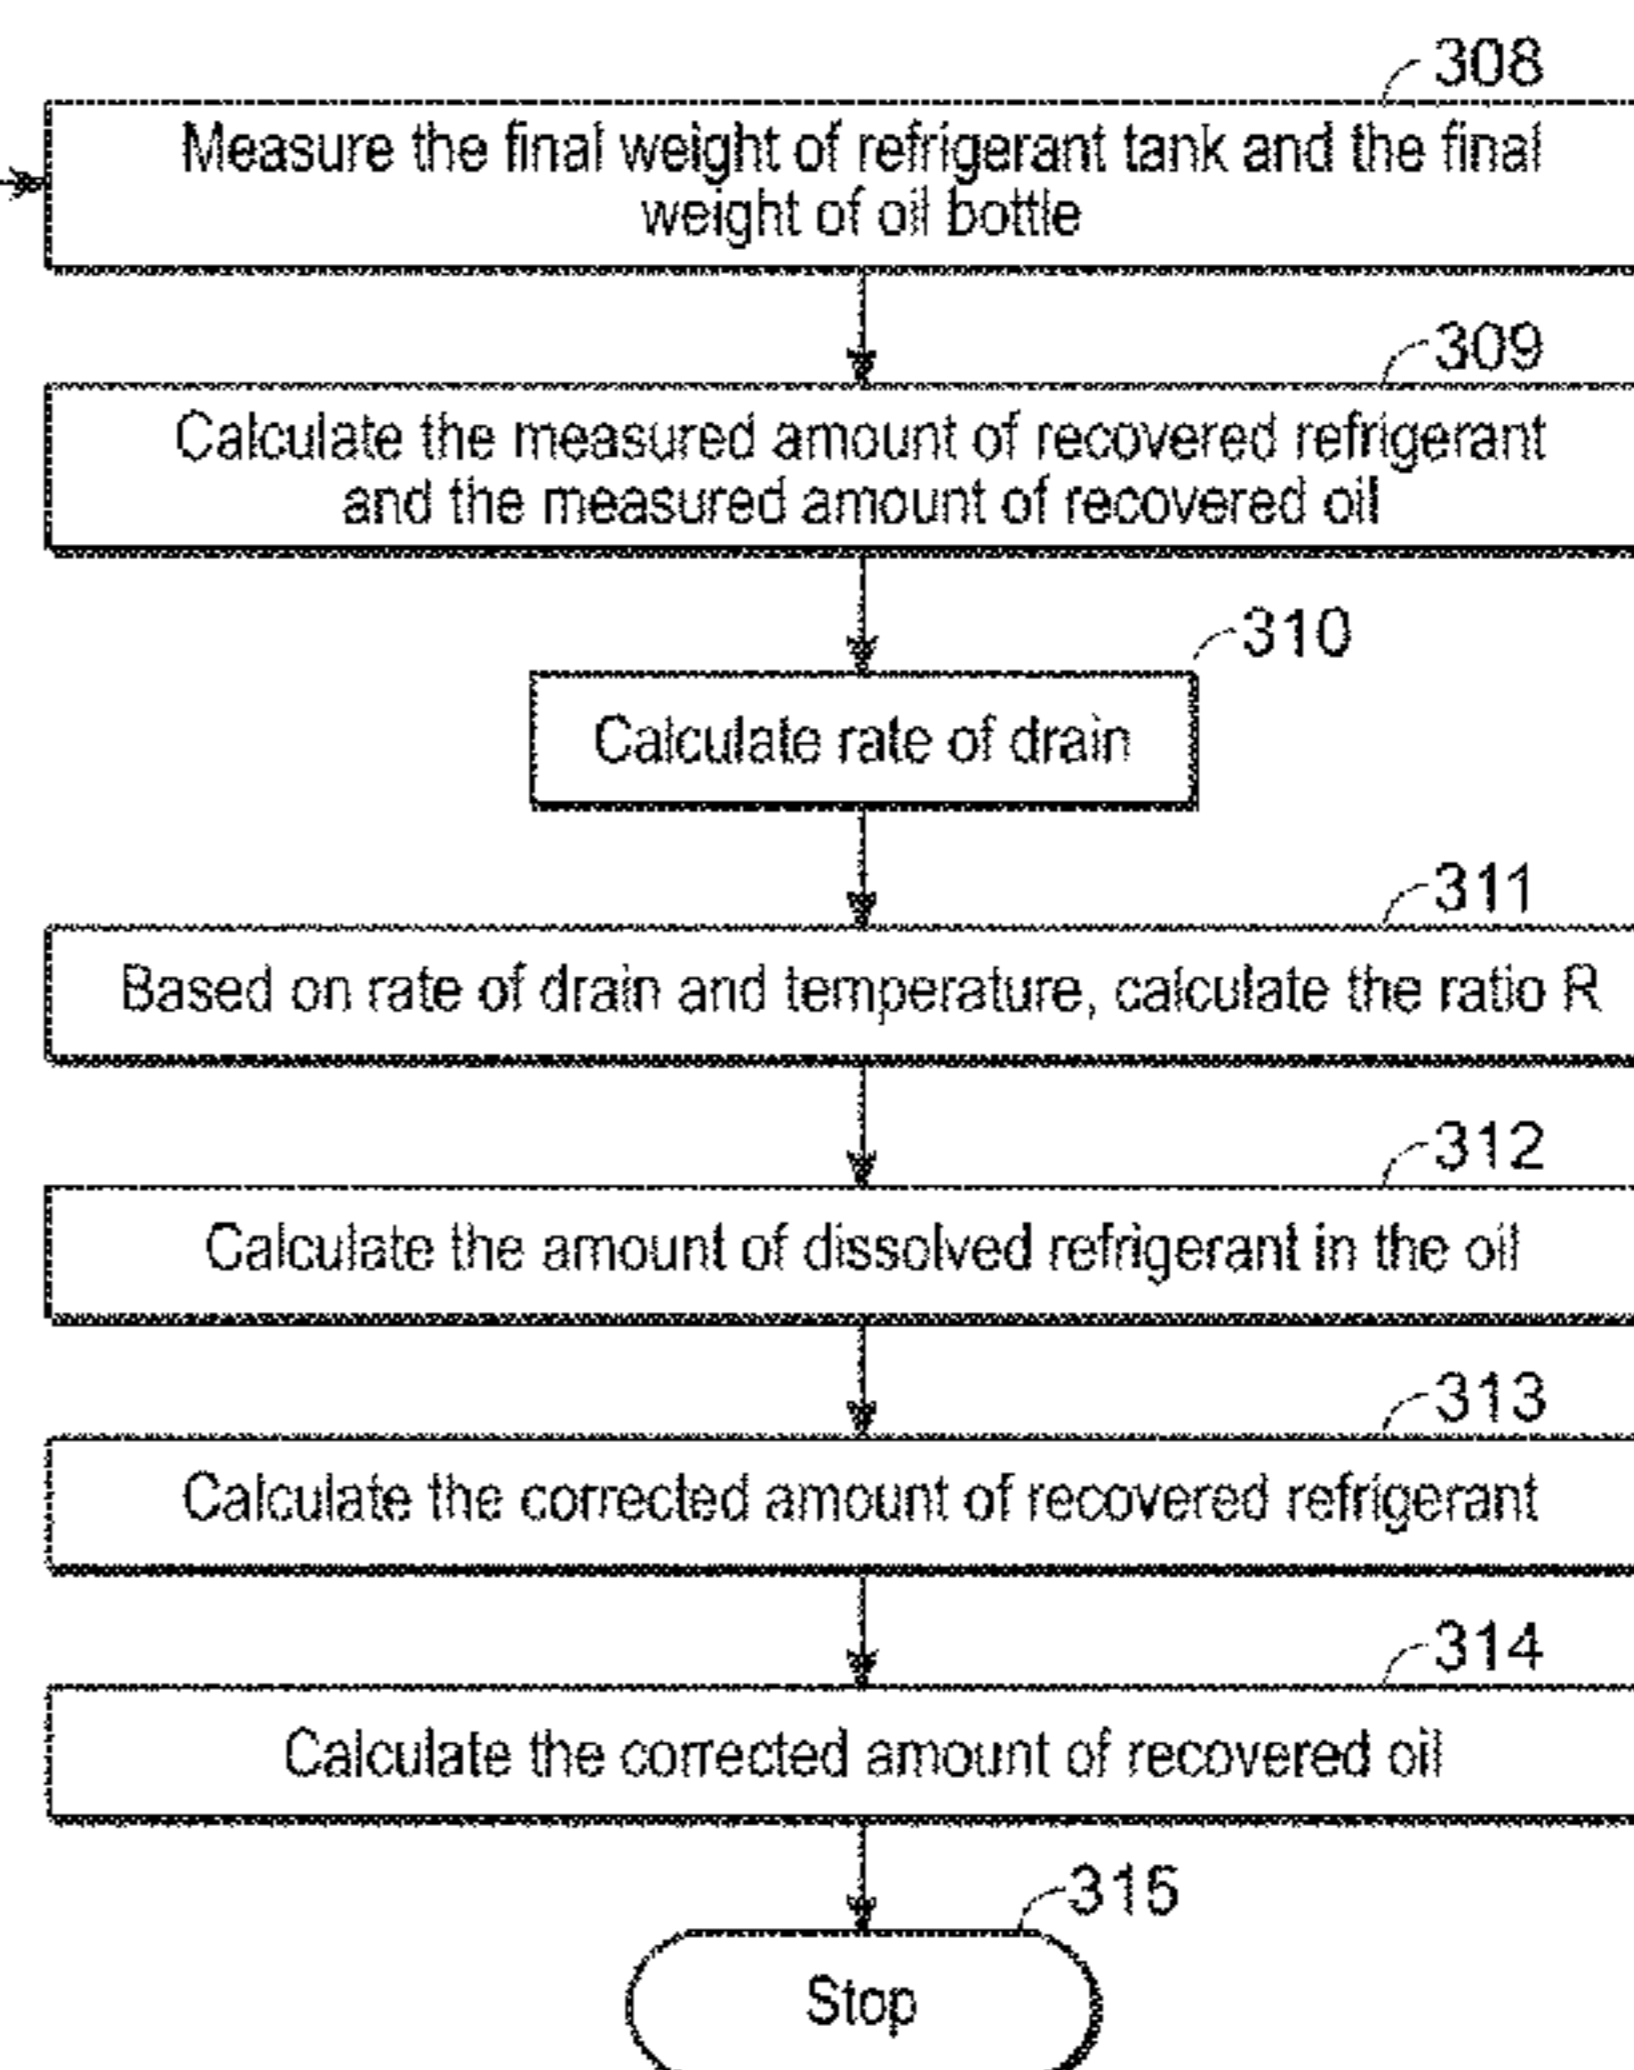 308
Measure the final weight of refrigerant tank and the final
weight of oil bottle
309
Calculate the measured amount of recovered refrigerant
and the measured amount of recovered oil
310
Calculate rate of drain
311
Based on rate of drain and temperature, calculate the ratio R
312
Calculate the amount of dissolved refrigerant in the oil
313
Calculate the corrected amount of recovered refrigerant
314
Calculate the corrected amount of recovered oil
315
Stop